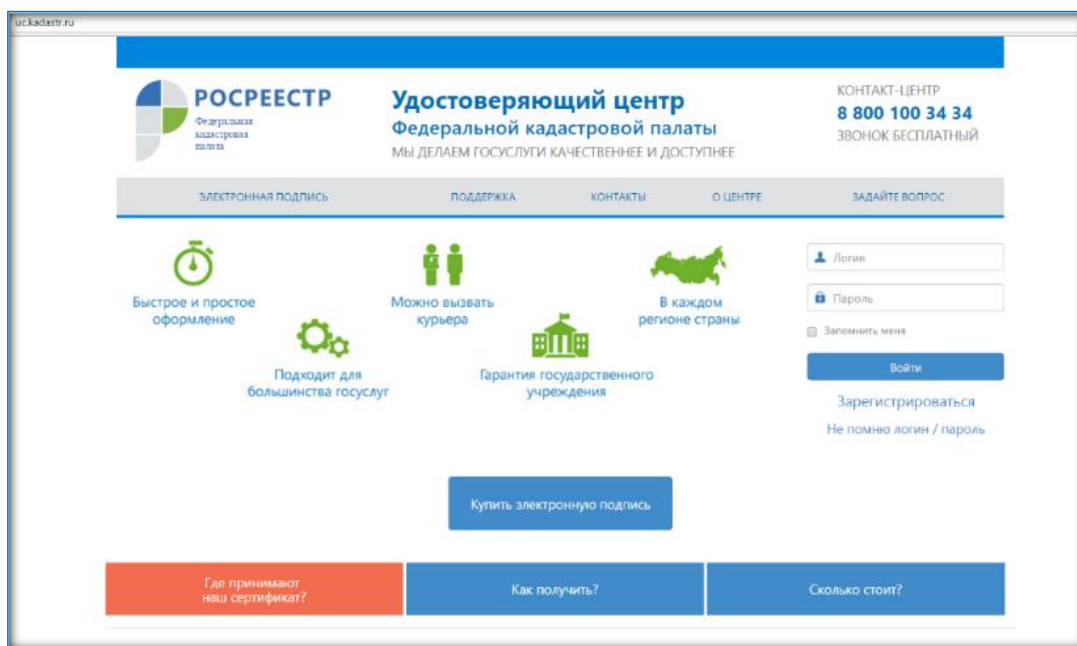 uc.kadastr.ru
РОСРЕЕСТР
Федеральная
кадастровая
палата
Удостоверяющий центр
Федеральной кадастровой палаты
МЫ ДЕЛАЕМ ГОСУСЛУГИ КАЧЕСТВЕННЕЕ И ДОСТУПНЕЕ
КОНТАКТ-ЦЕНТР
8 800 100 34 34
ЗВОНОК БЕСПЛАТНЫЙ
ЭЛЕКТРОННАЯ ПОДПИСЬ
ПОДДЕРЖКА
КОНТАКТЫ
О ЦЕНТРЕ
ЗАДАЙТЕ ВОПРОС
Быстрое и простое
оформление
Подходит для
большинства госуслуг
Можно вызвать
курьера
Гарантия государственного
учреждения
В каждом
регионе страны
Логин
Пароль
Запомнить меня
Войти
Зарегистрироваться
Не помню логин / пароль
Купить электронную подпись
Где принимают
наш сертификат?
Как получить?
Сколько стоит?